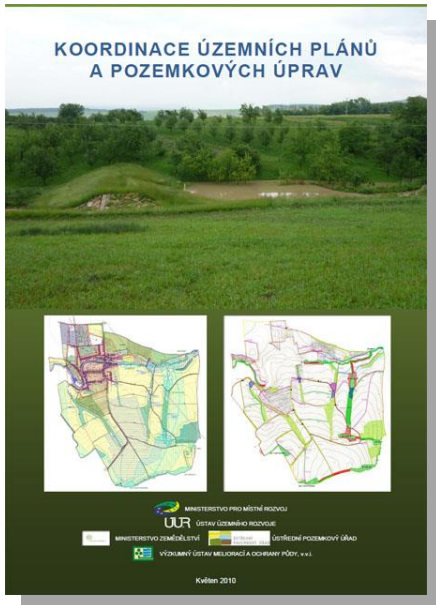 KOORDINACE ÚZEMNÍCH PLÁNŮ
A POZEMKOVÝCH ÚPRAV
MINISTERSTVO PRO MÍSTNÍ ROZVOJ
ÚÚR ÚSTAV ÚZEMNÍHO ROZVOJE
MINISTERSTVO ZEMĚDĚLSTVÍ ÚSTŘEDNÍ POZEMKOVÝ ÚŘAD
VÝZKUMNÝ ÚSTAV MELIORACÍ A OCHRANY PŮDY, v.v.i.
Květen 2010